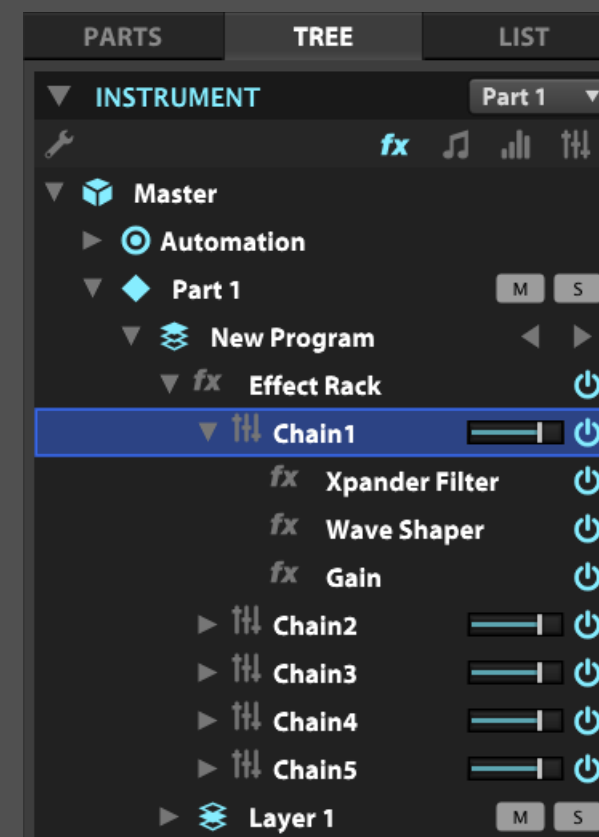 PARTS TREE LIST
INSTRUMENT Part 1
fx
Master
Automation
Part 1 M S
New Program
fx Effect Rack
Chain1
fx Xpander Filter
fx Wave Shaper
fx Gain
Chain2
Chain3
Chain4
Chain5
Layer 1 M S